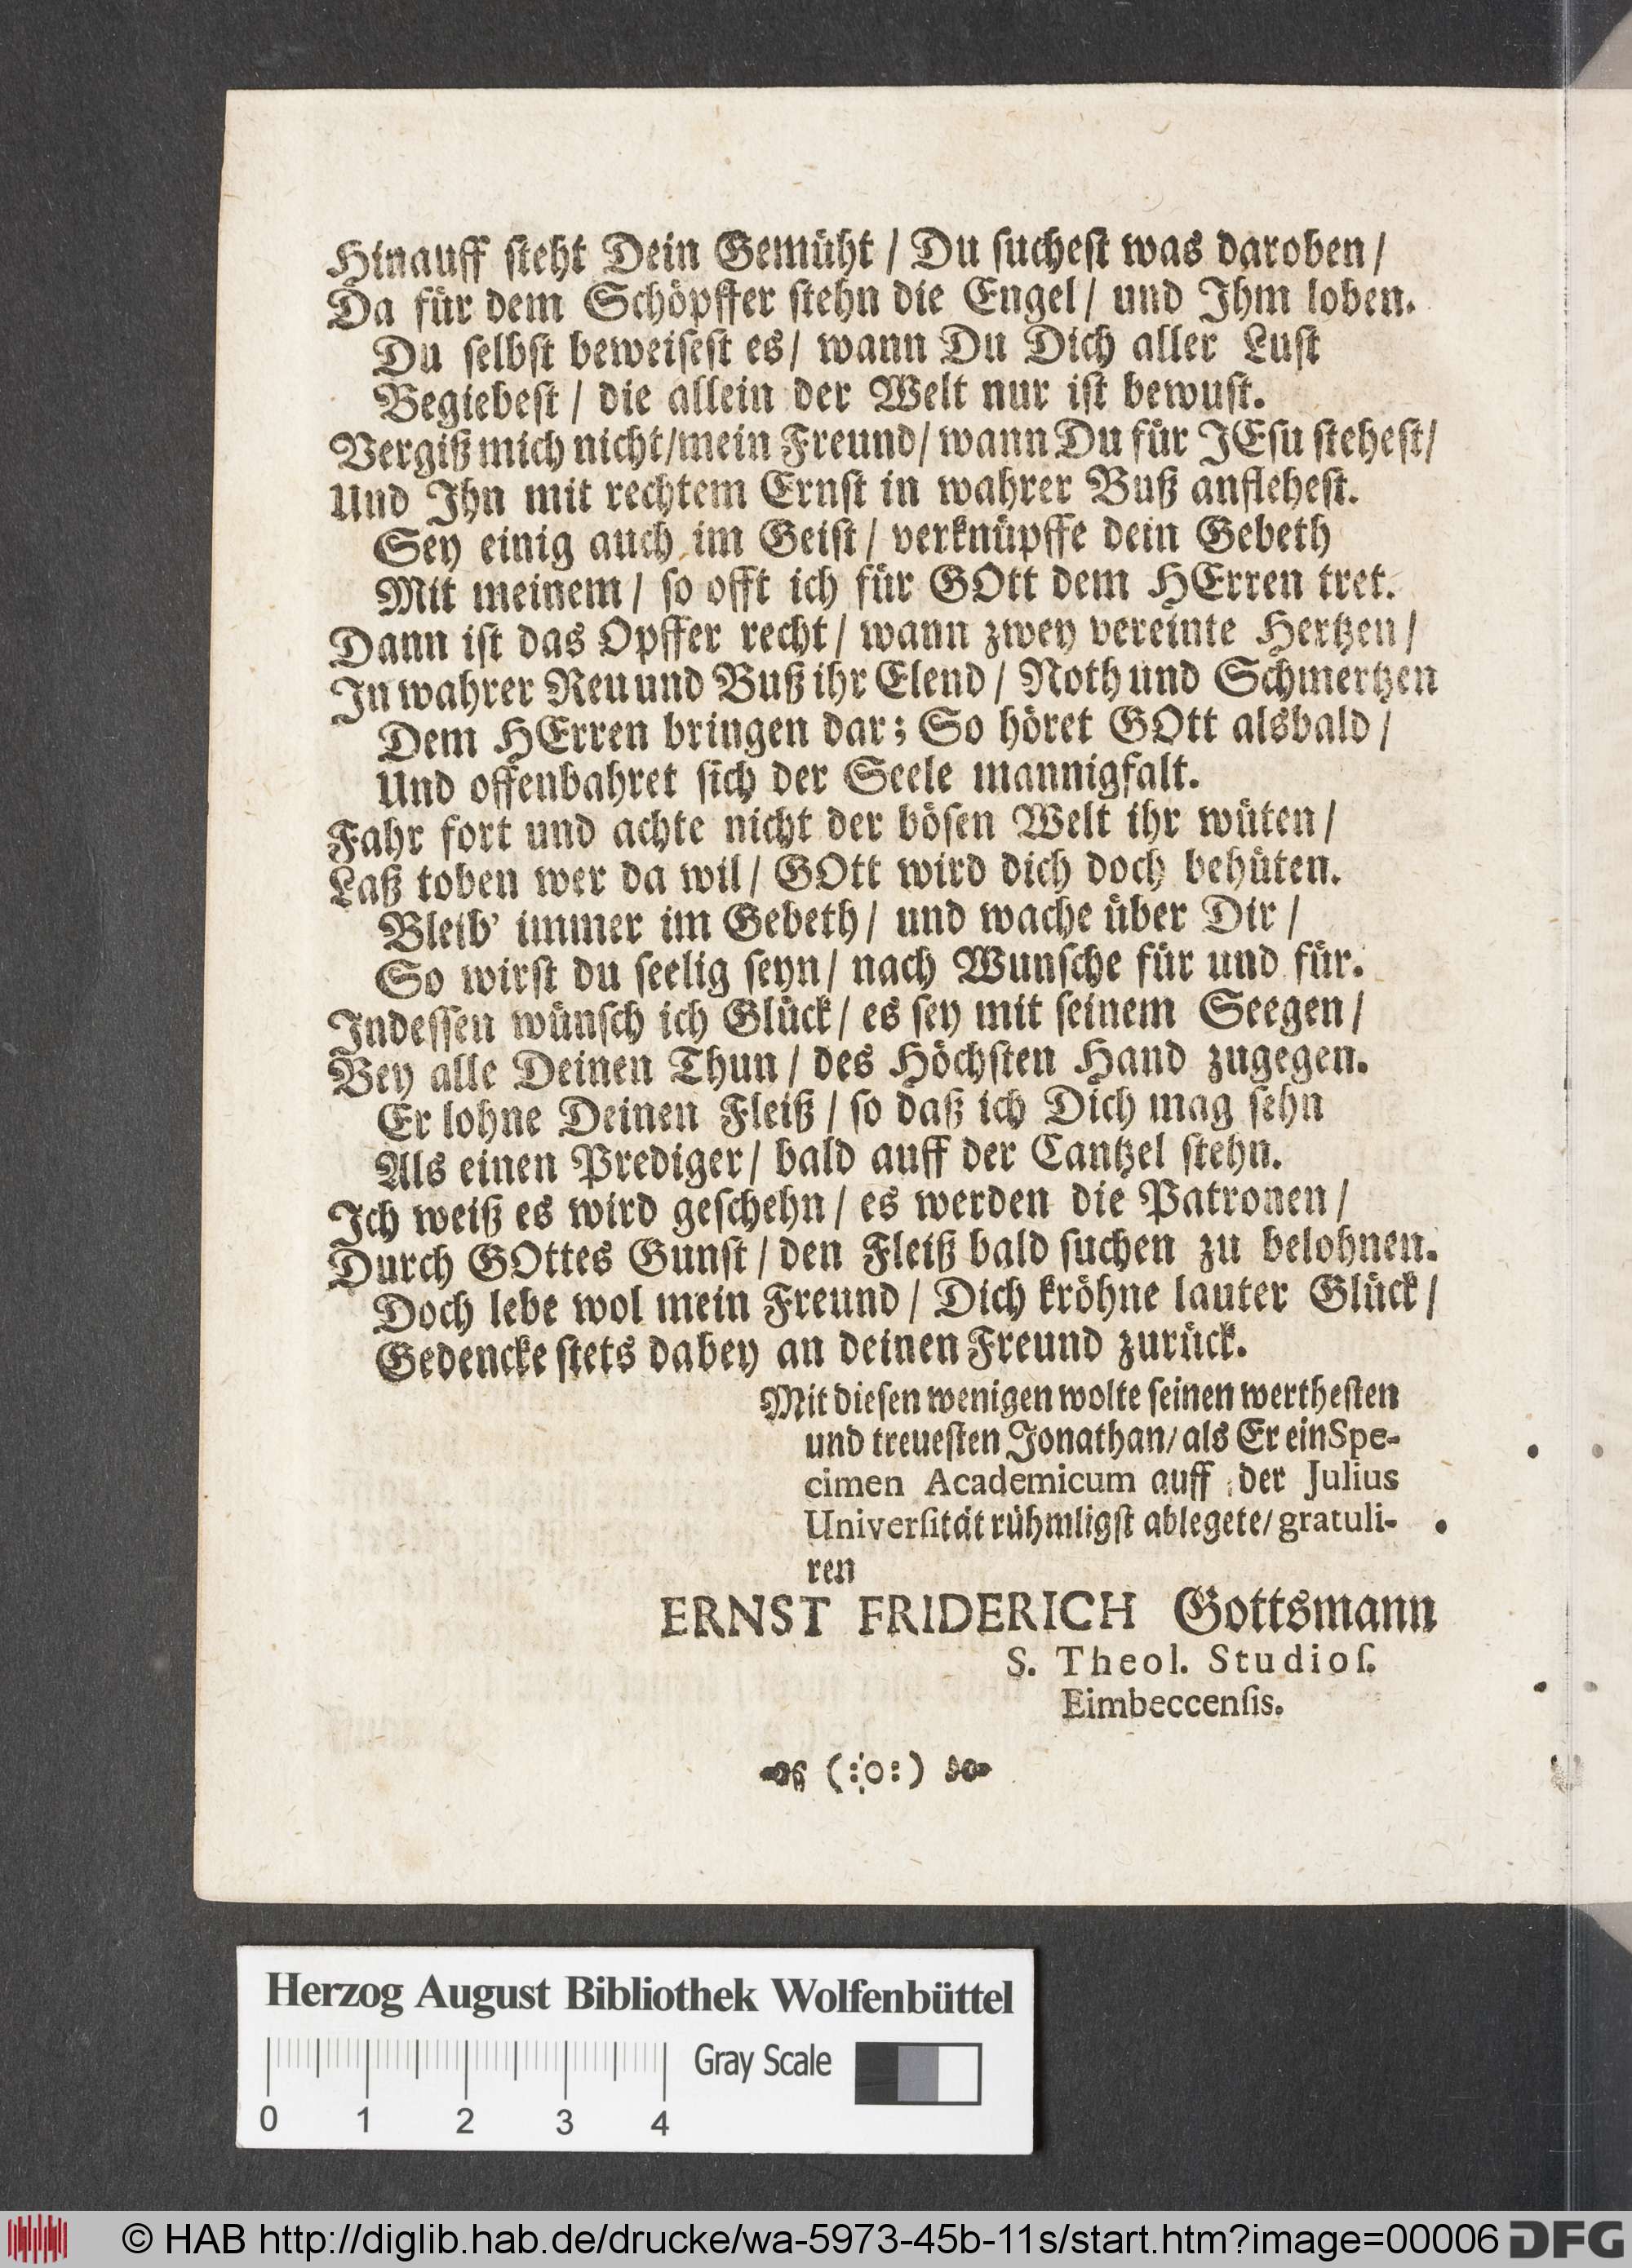 Hinauff ſteht Dein Gemüht / Du ſucheſt was daroben /
Da für dem Schöpffer ſtehn die Engel / und Ihm loben.
Du ſelbſt beweiſeſt es / wann Du Dich aller Luſt
Begiebeſt / die allein der Welt nur iſt bewuſt.
Vergiß mich nicht / mein Freund / wann Du für JEſu ſteheſt /
Und Ihn mit rechtem Ernſt in wahrer Buß anfleheſt.
Sey einig auch im Geiſt / verknüpffe dein Gebeth
Mit meinem / ſo offt ich für GOtt dem HErren tret.
Dann iſt das Opffer recht / wann zwey vereinte Hertzen /
In wahrer Reu und Buß ihr Elend / Noth und Schmertzen
Dem HErren bringen dar; So höret GOtt alsbald /
Und offenbahret ſich der Seele mannigfalt.
Fahr fort und achte nicht der böſen Welt ihr wüten /
Laß toben wer da wil / GOtt wird dich doch behüten.
Bleib' immer im Gebeth / und wache über Dir /
So wirſt du ſeelig ſeyn / nach Wunſche für und für.
Indeſſen wünſch ich Glück / es ſey mit ſeinem Seegen /
Bey alle Deinen Thun / des Höchſten Hand zugegen.
Er lohne Deinen Fleiß / ſo daß ich Dich mag ſehn
Als einen Prediger / bald auff der Cantzel ſtehn.
Ich weiß es wird geſchehn / es werden die Patronen /
Durch GOttes Gunſt / den Fleiß bald ſuchen zu belohnen.
Doch lebe wol mein Freund / Dich kröhne lauter Glück /
Gedencke ſtets dabey an deinen Freund zurück.
Mit dieſen wenigen wolte ſeinen wertheſten
und treueſten Jonathan / als Er ein Spe-
cimen Academicum auff der Julius
Univerſität rühmligſt ablegete / gratuli-
ren
ERNST FRIDERICH Gottsmann
S. Theol. Studioſ.
Eimbeccenſis.
(:o:)
Herzog August Bibliothek Wolfenbüttel
Gray Scale
0 1 2 3 4
© HAB http://diglib.hab.de/drucke/wa-5973-45b-11s/start.htm?image=00006 DFG